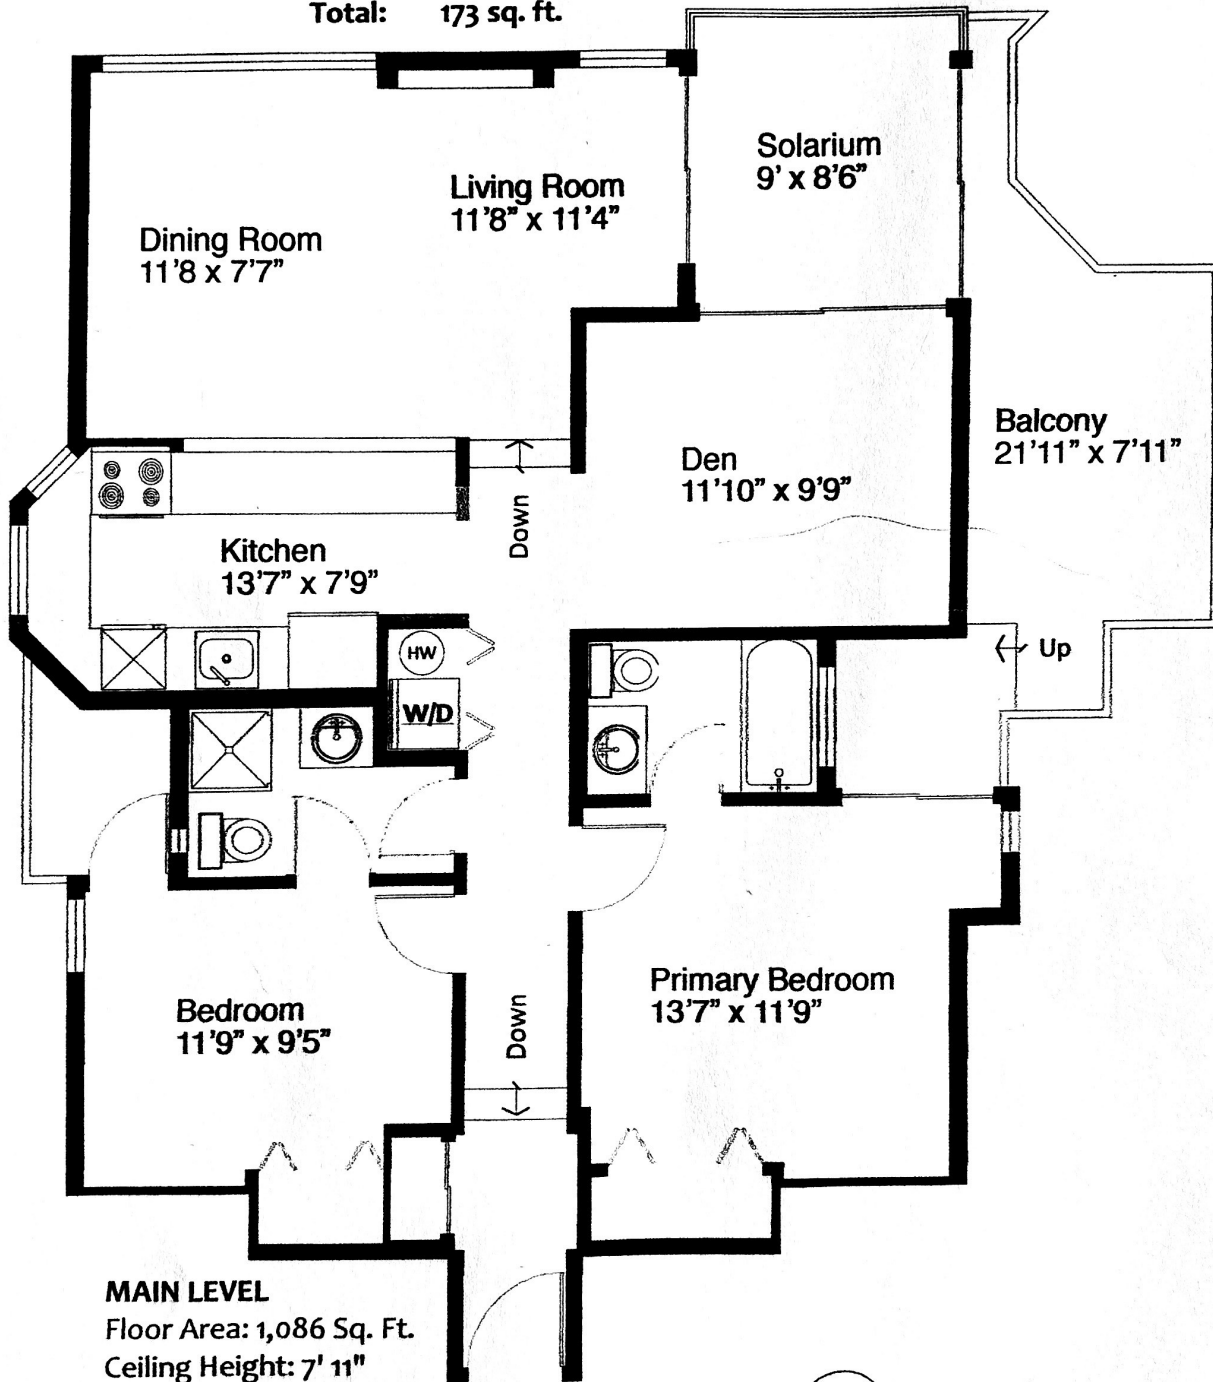 Total: 173 sq. ft.
Solarium
9' x 8'6"
Living Room
11'8" x 11'4"
Dining Room
11'8 x 7'7"
Balcony
21'11" x 7'11"
Den
11'10" x 9'9"
Down
Kitchen
13'7" x 7'9"
HW
Up
W/D
Primary Bedroom
13'7" x 11'9"
Bedroom
11'9" x 9'5"
Down
MAIN LEVEL
Floor Area: 1,086 Sq. Ft.
Ceiling Height: 7' 11"